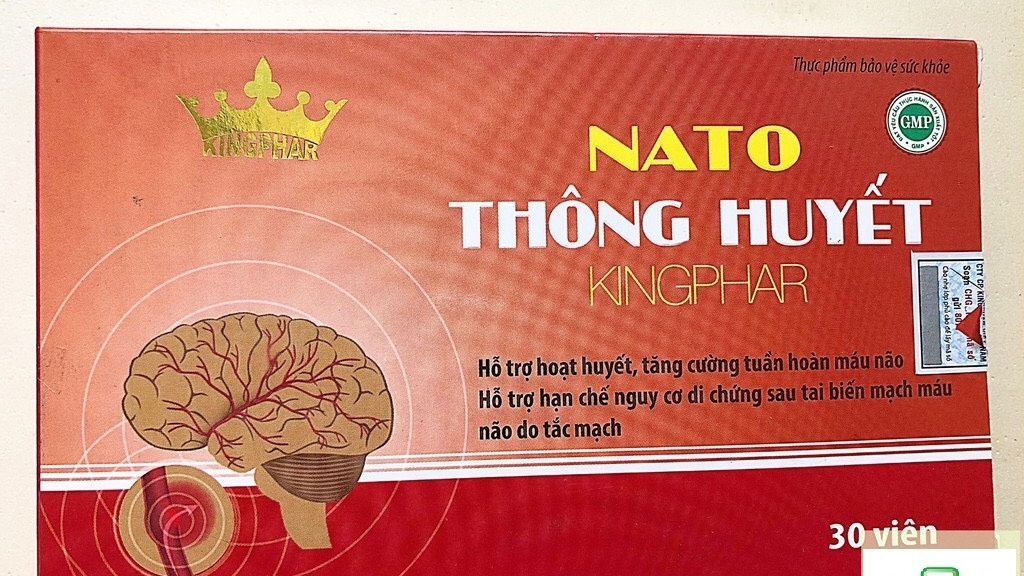 Thực phẩm bảo vệ sức khỏe
KINGPHAR
GMP
GMP
NATO
THÔNG HUYẾT
KINGPHAR
Hỗ trợ hoạt huyết, tăng cường tuần hoàn máu não
Hỗ trợ hạn chế nguy cơ di chứng sau tai biến mạch máu
não do tắc mạch
30 viên